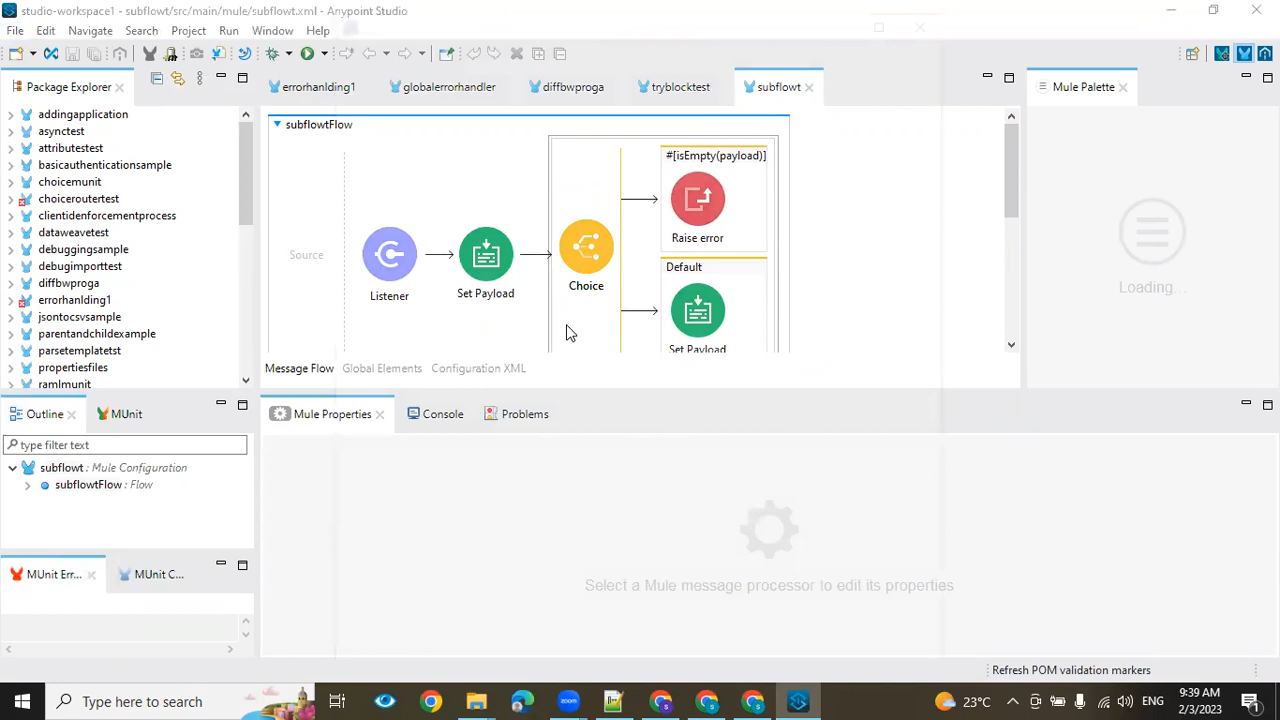 studio-workspace1 - subflowt/src/main/mule/subflowt.xml - Anypoint Studio
File Edit Navigate Search Project Run Window Help
Package Explorer
errorhanlding1
globalerrorhandler
diffbwproga
tryblocktest
subflowt
Mule Palette
addingapplication
asynctest
attributestest
basicauthenticationsample
choicemunit
choiceroutertest
clientidenforcementprocess
dataweavetest
debuggingsample
debugimporttest
diffbwproga
errorhanlding1
jsontocsvsample
parentandchildexample
parsetemplatetst
propertiesfiles
ramlmunit
subflowtFlow
Source
Listener
Set Payload
Choice
#[isEmpty(payload)]
Raise error
Default
Set Payload
Loading...
Message Flow Global Elements Configuration XML
Outline
MUnit
type filter text
subflowt : Mule Configuration
subflowtFlow : Flow
MUnit Err...
MUnit C...
Mule Properties
Console
Problems
Select a Mule message processor to edit its properties
Refresh POM validation markers
Type here to search
zoom
23°C
ENG
9:39 AM
2/3/2023
1